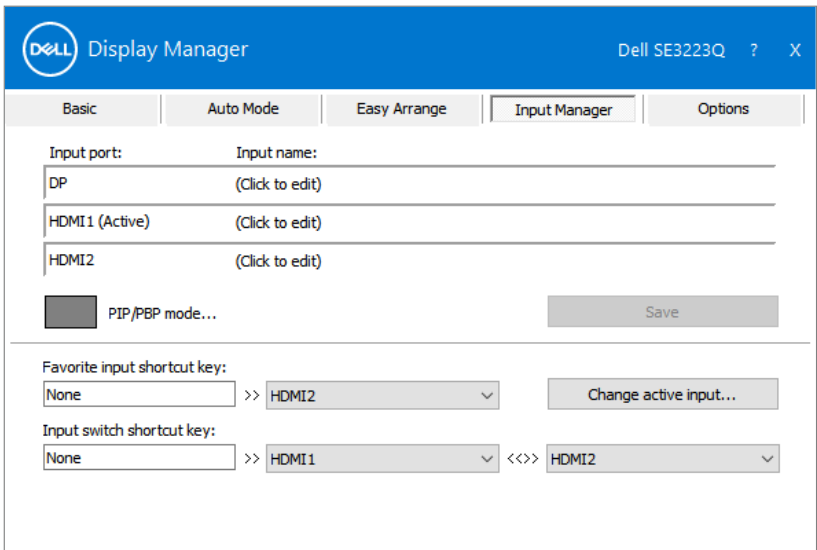 DELL Display Manager Dell SE3223Q ? X
Basic Auto Mode Easy Arrange Input Manager Options
Input port: Input name:
DP (Click to edit)
HDMI1 (Active) (Click to edit)
HDMI2 (Click to edit)
PIP/PBP mode... Save
Favorite input shortcut key:
None >> HDMI2 Change active input...
Input switch shortcut key:
None >> HDMI1 <<>> HDMI2